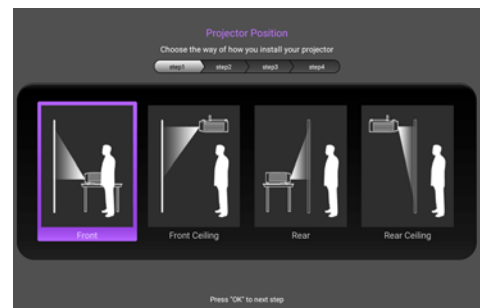 Projector Position
Choose the way of how you install your projector
step1 step2 step3 step4
Front Front Ceiling Rear Rear Ceiling
Press "OK" to next step